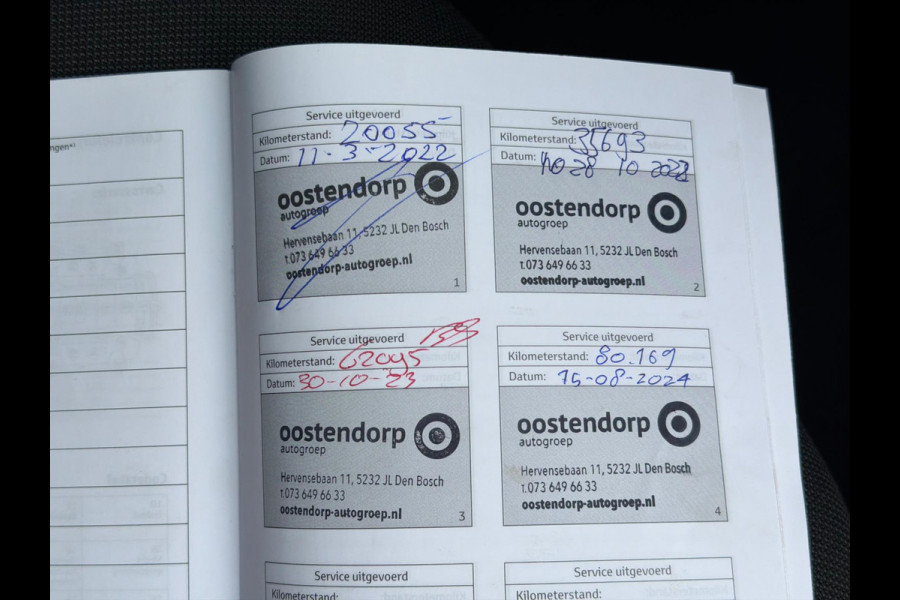 ngen*¹
Service uitgevoerd
Kilometerstand: 20055
Datum: 11-3-2022
oostendorp
autogroep
Hervensebaan 11, 5232 JL Den Bosch
t.073 649 66 33
oostendorp-autogroep.nl
1
Service uitgevoerd
Kilometerstand: 35693
Datum: 28 10
oostendorp
autogroep
Hervensebaan 11, 5232 JL Den Bosch
t.073 649 66 33
oostendorp-autogroep.nl
2
Service uitgevoerd
Kilometerstand: 62095
Datum: 30-10-23
oostendorp
autogroep
Hervensebaan 11, 5232 JL Den Bosch
t.073 649 66 33
oostendorp-autogroep.nl
3
Service uitgevoerd
Kilometerstand: 80.169
Datum: 15-08-2024
oostendorp
autogroep
Hervensebaan 11, 5232 JL Den Bosch
t.073 649 66 33
oostendorp-autogroep.nl
4
Service uitgevoerd
Kilometerstand:
Service uitgevoerd
Kilometerstand: